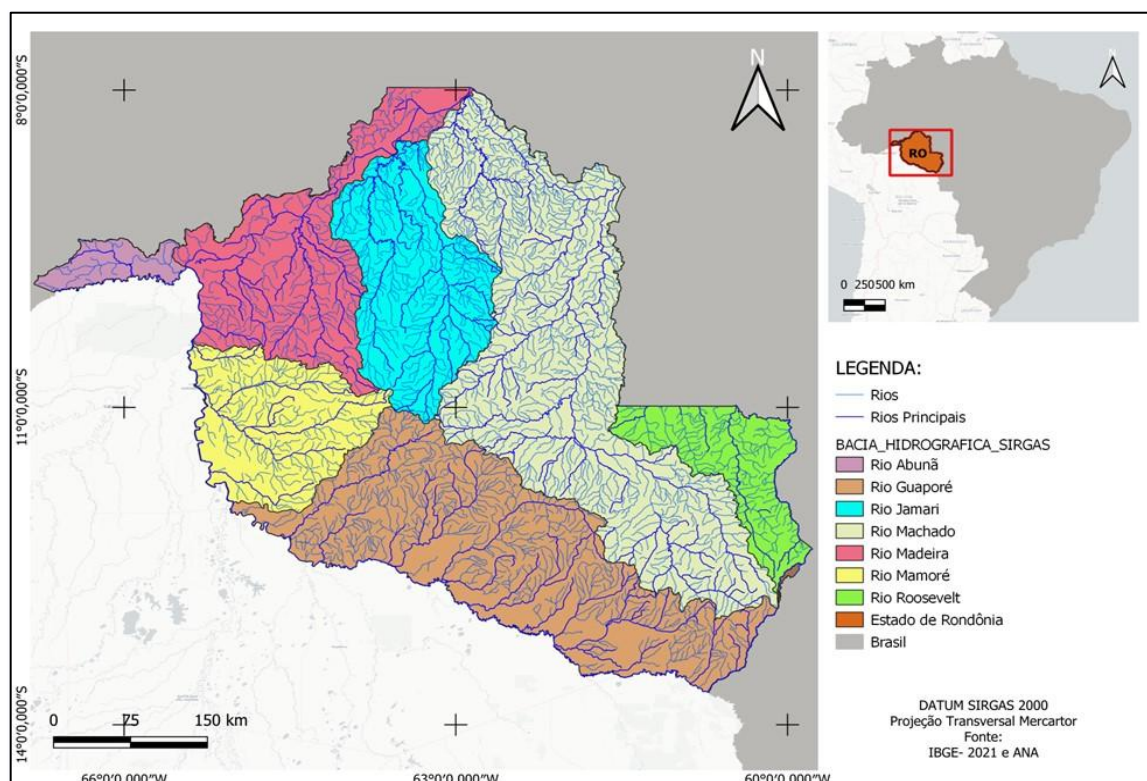 N
8°0'0,000"S
11°0'0,000"S
14°0'0,000"S
66°0'0,000"W
63°0'0,000"W
60°0'0,000"W
0 75 150 km
N
RO
0 250500 km
LEGENDA:
Rios
Rios Principais
BACIA_HIDROGRAFICA_SIRGAS
Rio Abunã
Rio Guaporé
Rio Jamari
Rio Machado
Rio Madeira
Rio Mamoré
Rio Roosevelt
Estado de Rondônia
Brasil
DATUM SIRGAS 2000
Projeção Transversal Mercartor
Fonte:
IBGE- 2021 e ANA